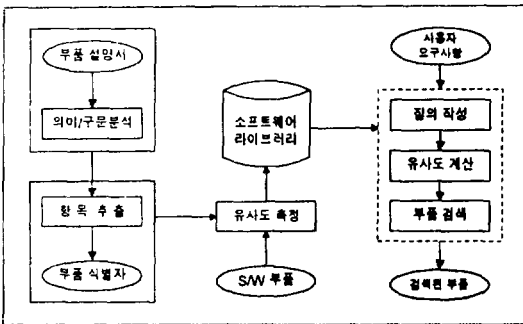 부품 설명서
의미/구문분석
항목 추출
부품 식별자
소프트웨어
라이브러리
유사도 측정
S/W 부품
사용자
요구사항
질의 작성
유사도 계산
부품 검색
검색된 부품